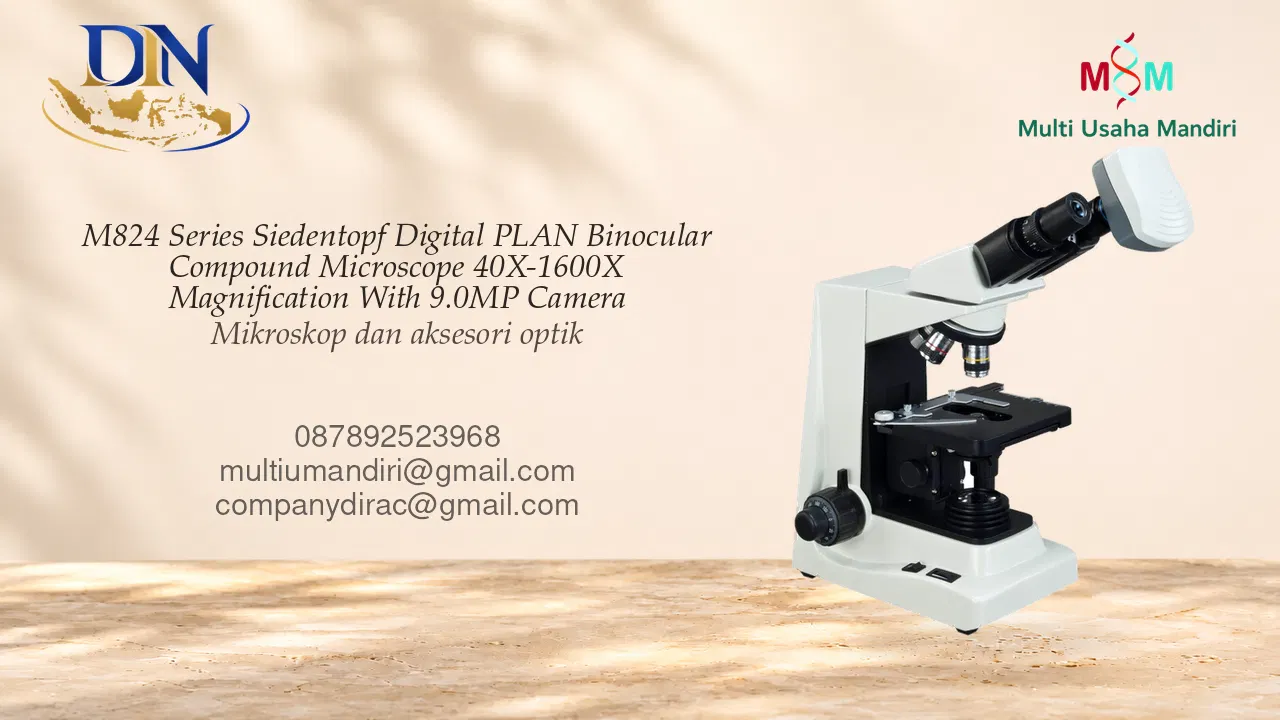 DN
M M
Multi Usaha Mandiri
M824 Series Siedentopf Digital PLAN Binocular
Compound Microscope 40X-1600X
Magnification With 9.0MP Camera
Mikroskop dan aksesori optik
087892523968
multiumandiri@gmail.com
companydirac@gmail.com